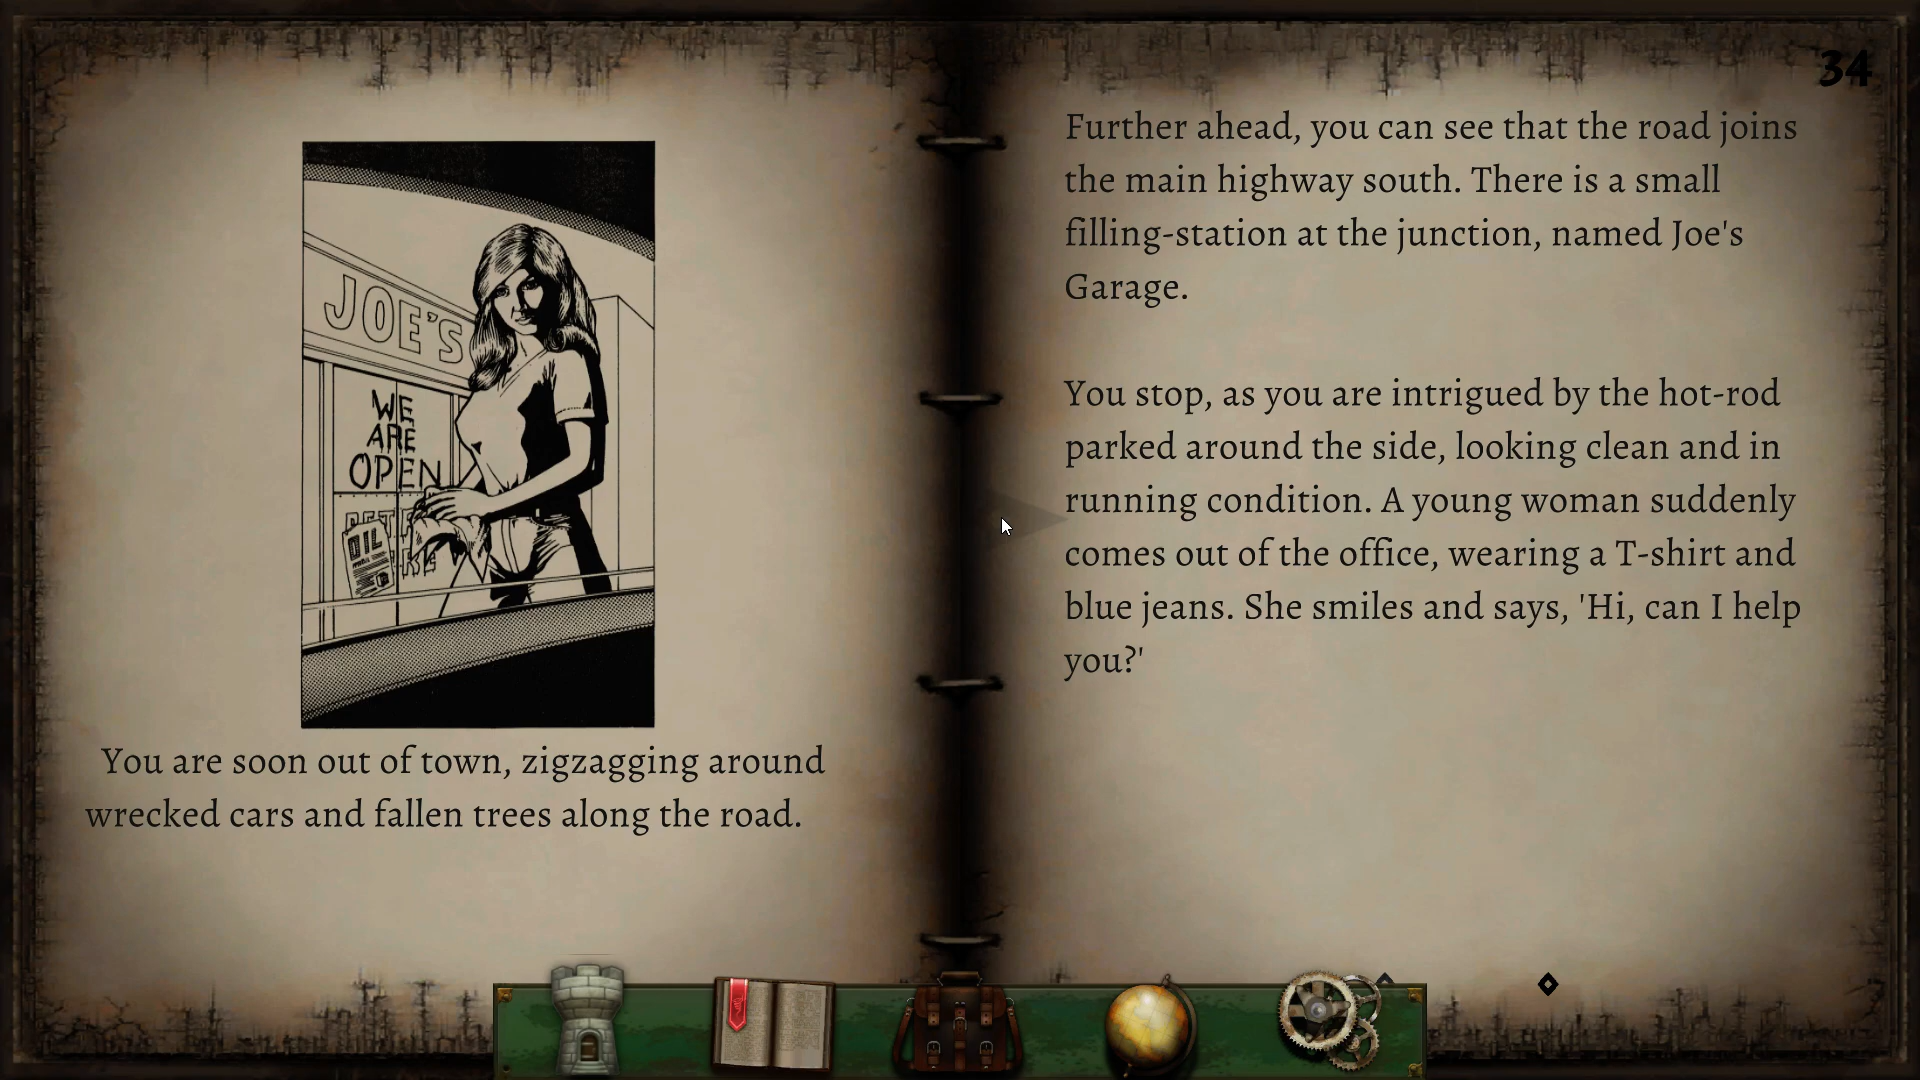 JOE'S
WE
ARE
OPEN
OIL
You are soon out of town, zigzagging around
wrecked cars and fallen trees along the road.
34
Further ahead, you can see that the road joins
the main highway south. There is a small
filling-station at the junction, named Joe's
Garage.
You stop, as you are intrigued by the hot-rod
parked around the side, looking clean and in
running condition. A young woman suddenly
comes out of the office, wearing a T-shirt and
blue jeans. She smiles and says, 'Hi, can I help
you?'